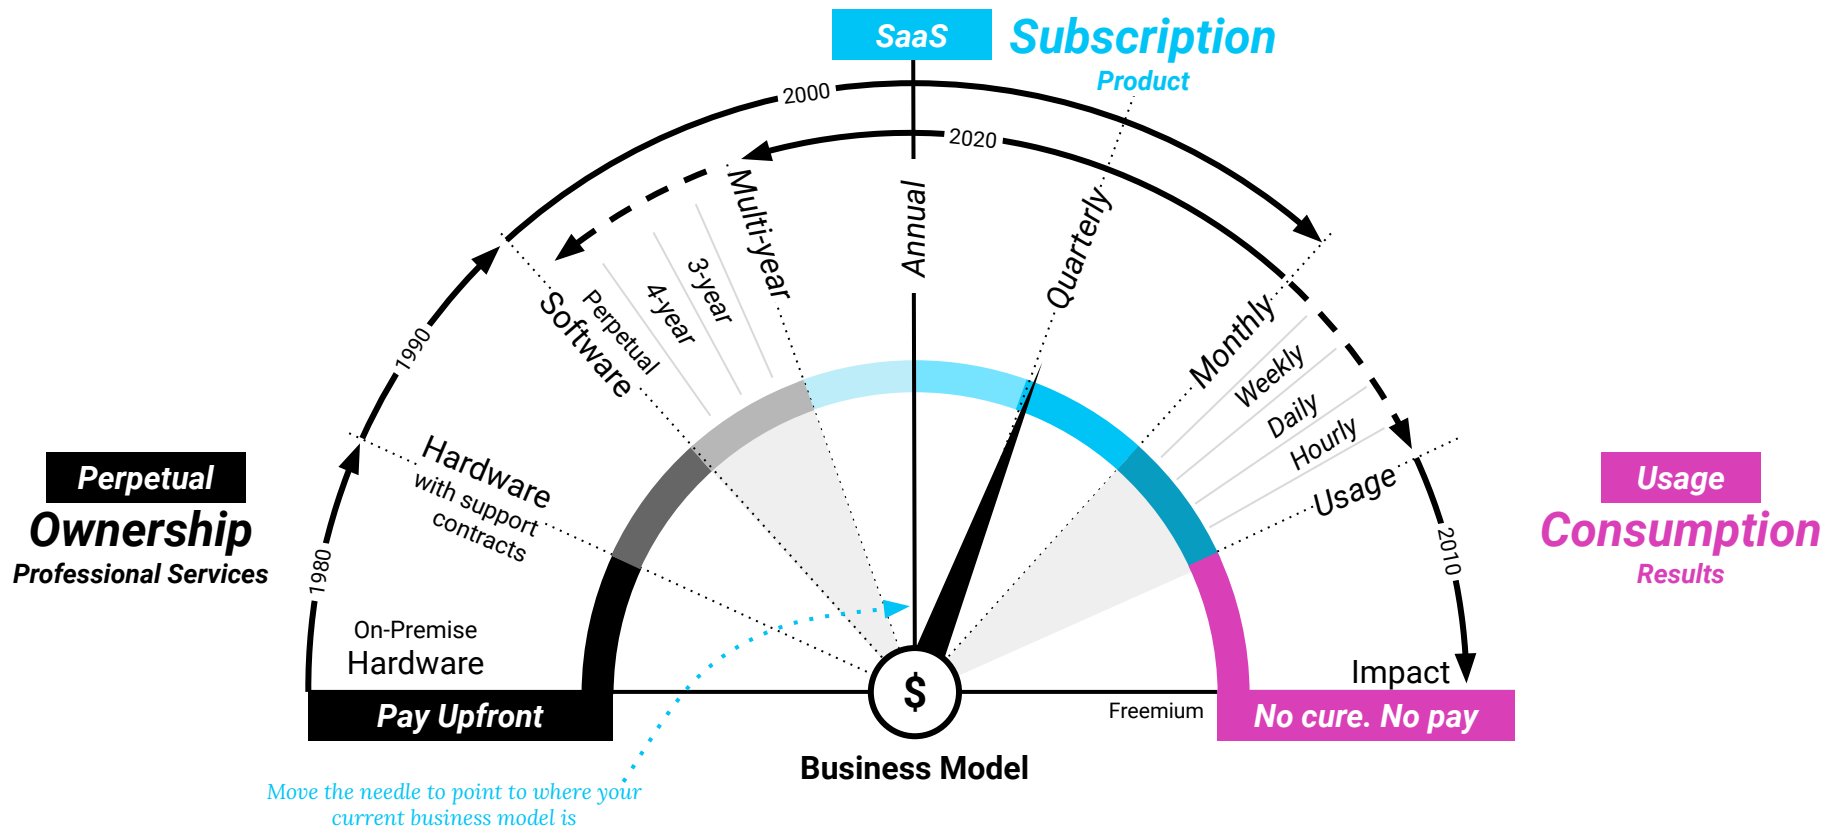 SaaS
Subscription
Product
2000
2020
1990
1980
2010
Multi-year
Annual
Quarterly
3-year
4-year
Perpetual
Software
Monthly
Weekly
Daily
Hourly
Usage
Hardware
with support
contracts
Perpetual
Ownership
Professional Services
Usage
Consumption
Results
On-Premise
Hardware
Impact
Pay Upfront
$
Freemium
No cure. No pay
Business Model
Move the needle to point to where your
current business model is